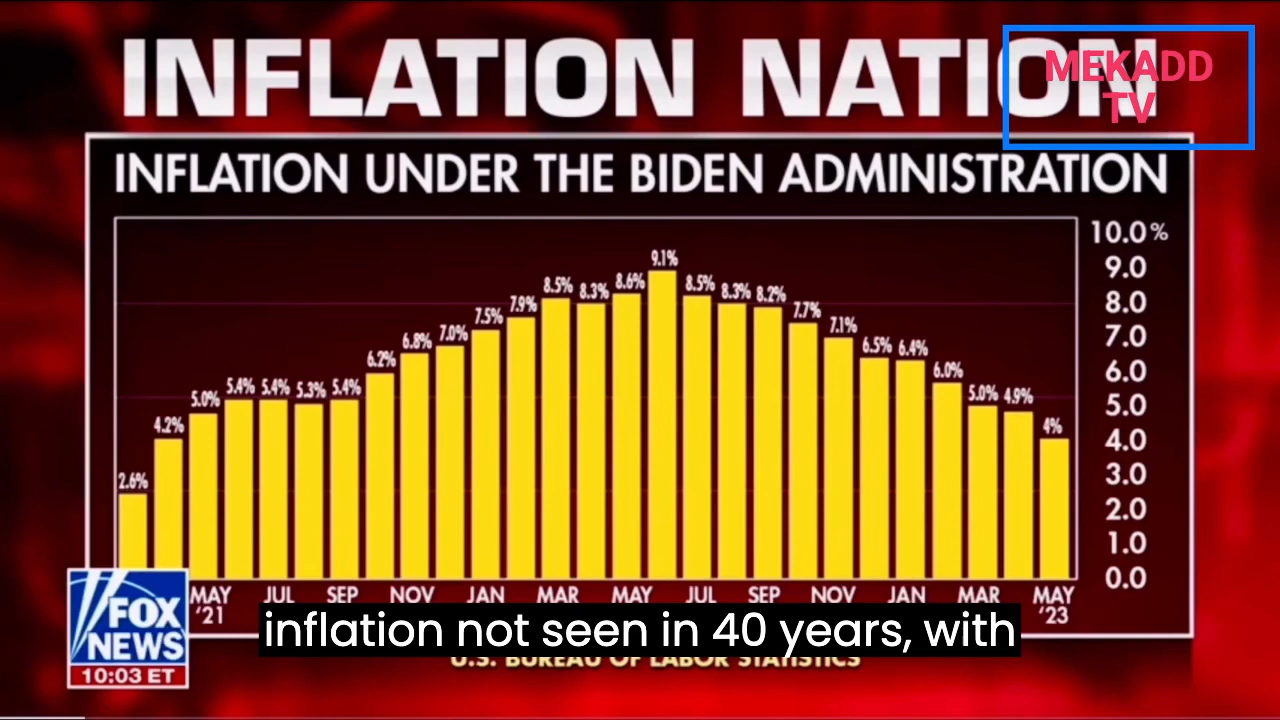 INFLATION NATION
MEKADD
TV
INFLATION UNDER THE BIDEN ADMINISTRATION
10.0%
9.0
8.0
7.0
6.0
5.0
4.0
3.0
2.0
1.0
0.0
2.6% 4.2% 5.0% 5.4% 5.4% 5.3% 5.4% 6.2% 6.8% 7.0% 7.5% 7.9% 8.5% 8.3% 8.6% 9.1% 8.5% 8.3% 8.2% 7.7% 7.1% 6.5% 6.4% 6.0% 5.0% 4.9% 4%
MAY JUL SEP NOV JAN MAR MAY JUL SEP NOV JAN MAR MAY
'21 '23
FOX
NEWS
10:03 ET
inflation not seen in 40 years, with
U.S. BUREAU OF LABOR STATISTICS